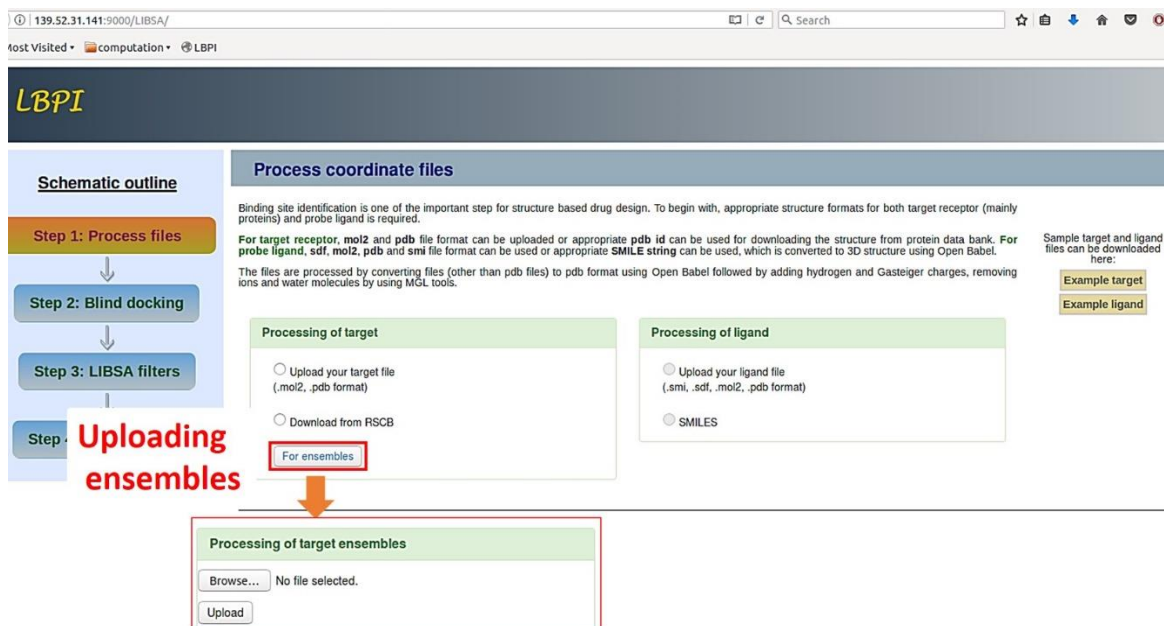 139.52.31.141:9000/LIBSA/
Search
Most Visited
computation
LBPI
LBPI
Schematic outline
Step 1: Process files
Step 2: Blind docking
Step 3: LIBSA filters
Step
Process coordinate files
Binding site identification is one of the important step for structure based drug design. To begin with, appropriate structure formats for both target receptor (mainly
proteins) and probe ligand is required.
For target receptor, mol2 and pdb file format can be uploaded or appropriate pdb id can be used for downloading the structure from protein data bank. For
probe ligand, sdf, mol2, pdb and smi file format can be used or appropriate SMILE string can be used, which is converted to 3D structure using Open Babel.
The files are processed by converting files (other than pdb files) to pdb format using Open Babel followed by adding hydrogen and Gasteiger charges, removing
ions and water molecules by using MGL tools.
Sample target and ligand
files can be downloaded
here:
Example target
Example ligand
Processing of target
Upload your target file
(.mol2, .pdb format)
Download from RSCB
For ensembles
Processing of ligand
Upload your ligand file
(.smi, .sdf, .mol2, .pdb format)
SMILES
Uploading
ensembles
Processing of target ensembles
Browse... No file selected.
Upload